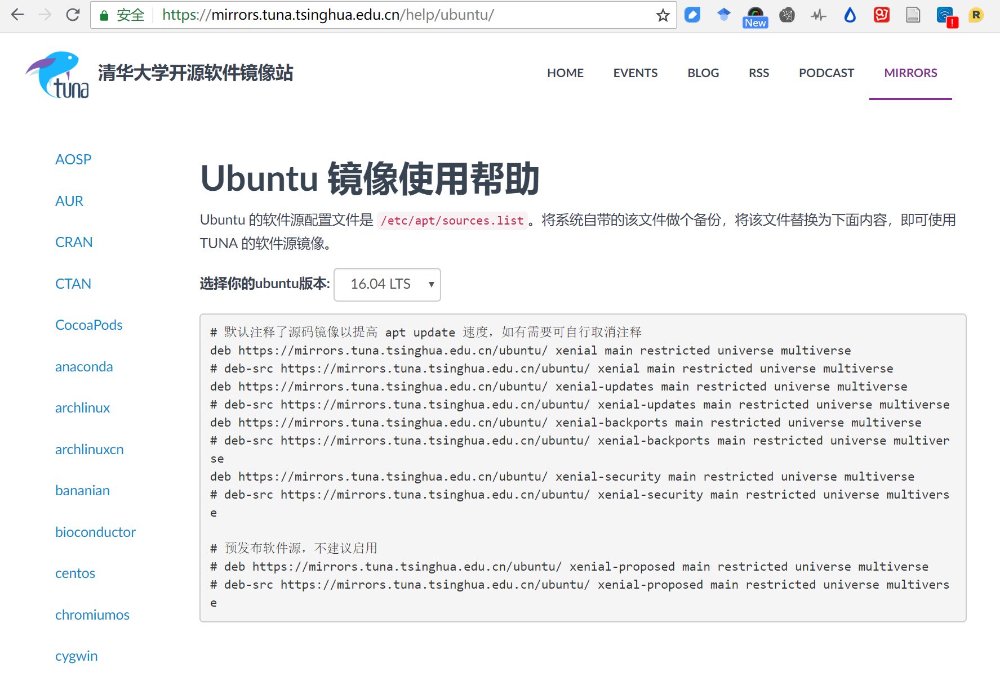 安全 https://mirrors.tuna.tsinghua.edu.cn/help/ubuntu/
New
!
R
tuna
清华大学开源软件镜像站
HOME EVENTS BLOG RSS PODCAST MIRRORS
AOSP
AUR
CRAN
CTAN
CocoaPods
anaconda
archlinux
archlinuxcn
bananian
bioconductor
centos
chromiumos
cygwin
Ubuntu 镜像使用帮助
Ubuntu 的软件源配置文件是 /etc/apt/sources.list 。将系统自带的该文件做个备份，将该文件替换为下面内容，即可使用
TUNA 的软件源镜像。
选择你的ubuntu版本: 16.04 LTS
# 默认注释了源码镜像以提高 apt update 速度，如有需要可自行取消注释
deb https://mirrors.tuna.tsinghua.edu.cn/ubuntu/ xenial main restricted universe multiverse
# deb-src https://mirrors.tuna.tsinghua.edu.cn/ubuntu/ xenial main restricted universe multiverse
deb https://mirrors.tuna.tsinghua.edu.cn/ubuntu/ xenial-updates main restricted universe multiverse
# deb-src https://mirrors.tuna.tsinghua.edu.cn/ubuntu/ xenial-updates main restricted universe multiverse
deb https://mirrors.tuna.tsinghua.edu.cn/ubuntu/ xenial-backports main restricted universe multiverse
# deb-src https://mirrors.tuna.tsinghua.edu.cn/ubuntu/ xenial-backports main restricted universe multiver
se
deb https://mirrors.tuna.tsinghua.edu.cn/ubuntu/ xenial-security main restricted universe multiverse
# deb-src https://mirrors.tuna.tsinghua.edu.cn/ubuntu/ xenial-security main restricted universe multivers
e
# 预发布软件源，不建议启用
# deb https://mirrors.tuna.tsinghua.edu.cn/ubuntu/ xenial-proposed main restricted universe multiverse
# deb-src https://mirrors.tuna.tsinghua.edu.cn/ubuntu/ xenial-proposed main restricted universe multivers
e